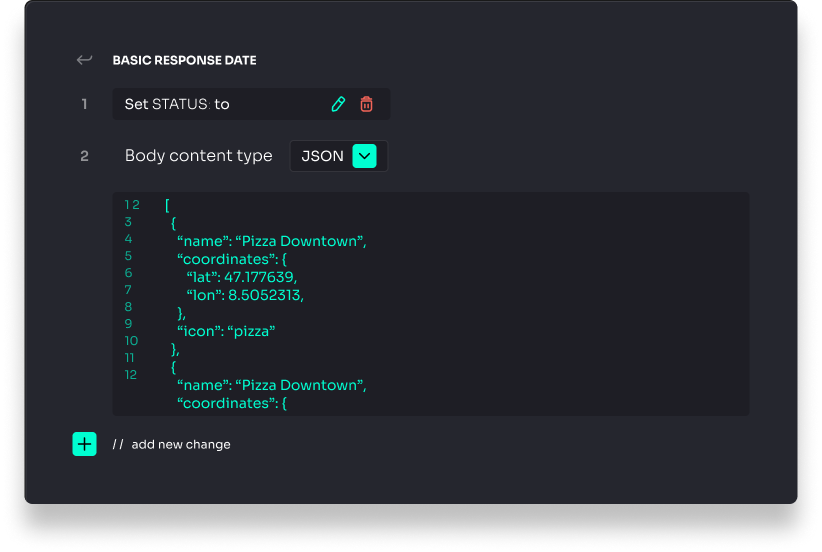 BASIC RESPONSE DATE
1 Set STATUS: to
2 Body content type JSON
1 2 [
3 {
4 “name”: “Pizza Downtown”,
5 “coordinates”: {
6 “lat”: 47.177639,
7 “lon”: 8.5052313,
8 },
9 “icon”: “pizza”
10 },
11 {
12 “name”: “Pizza Downtown”,
“coordinates”: {
// add new change